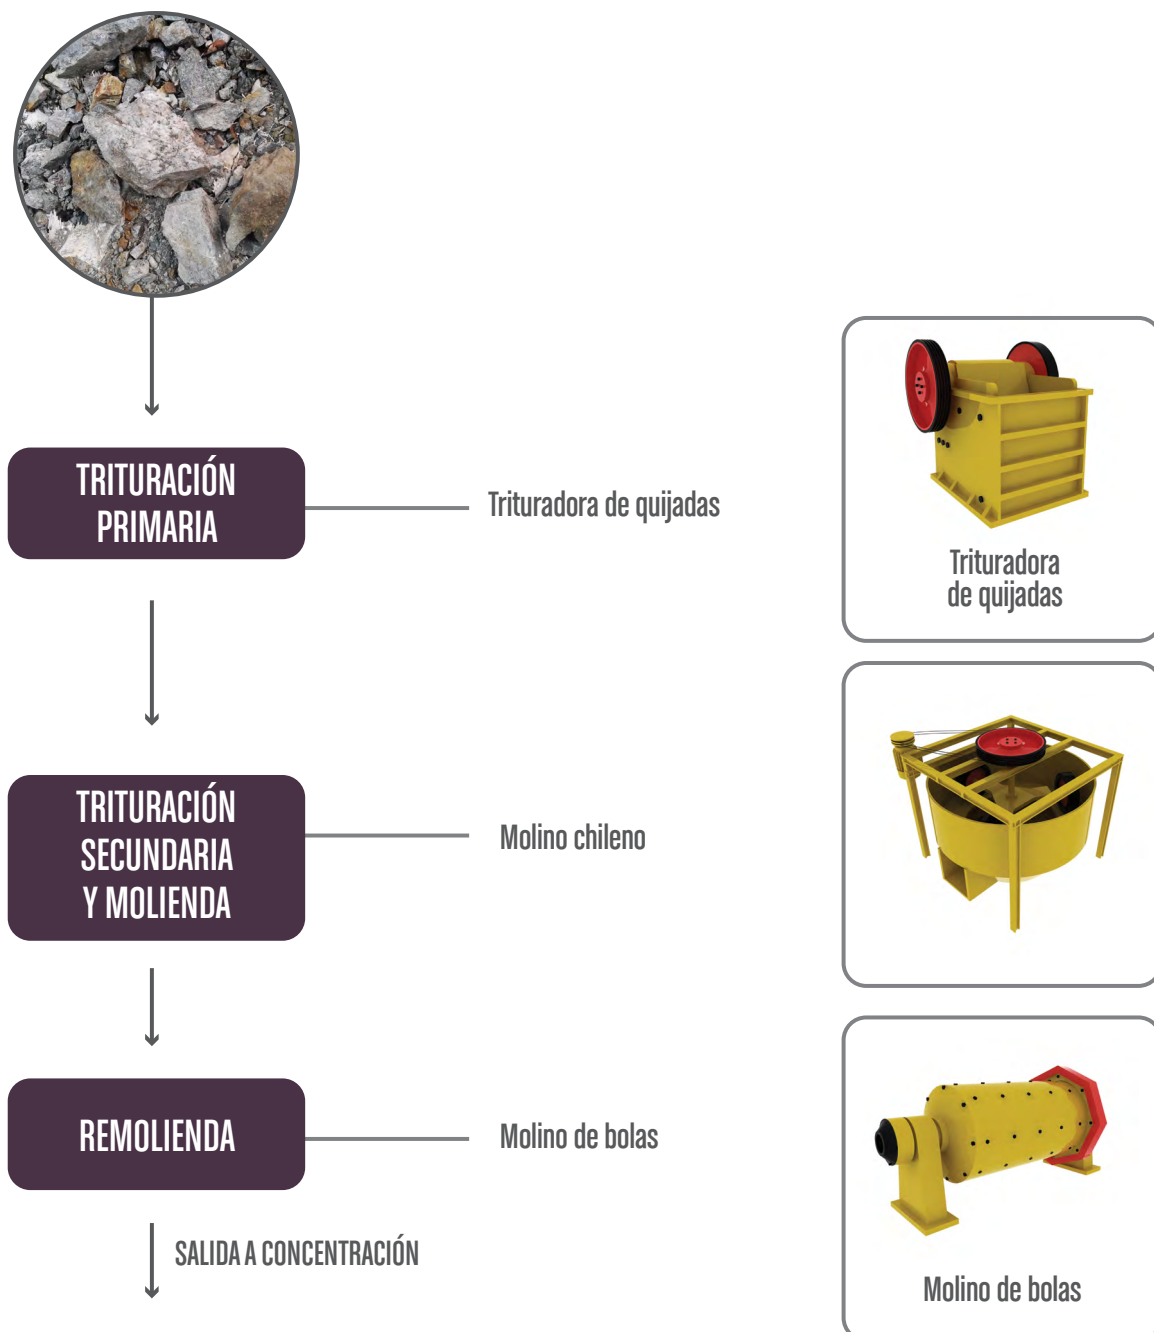 TRITURACIÓN
PRIMARIA
Trituradora de quijadas
Trituradora
de quijadas
TRITURACIÓN
SECUNDARIA
Y MOLIENDA
Molino chileno
REMOLIENDA
Molino de bolas
SALIDA A CONCENTRACIÓN
Molino de bolas